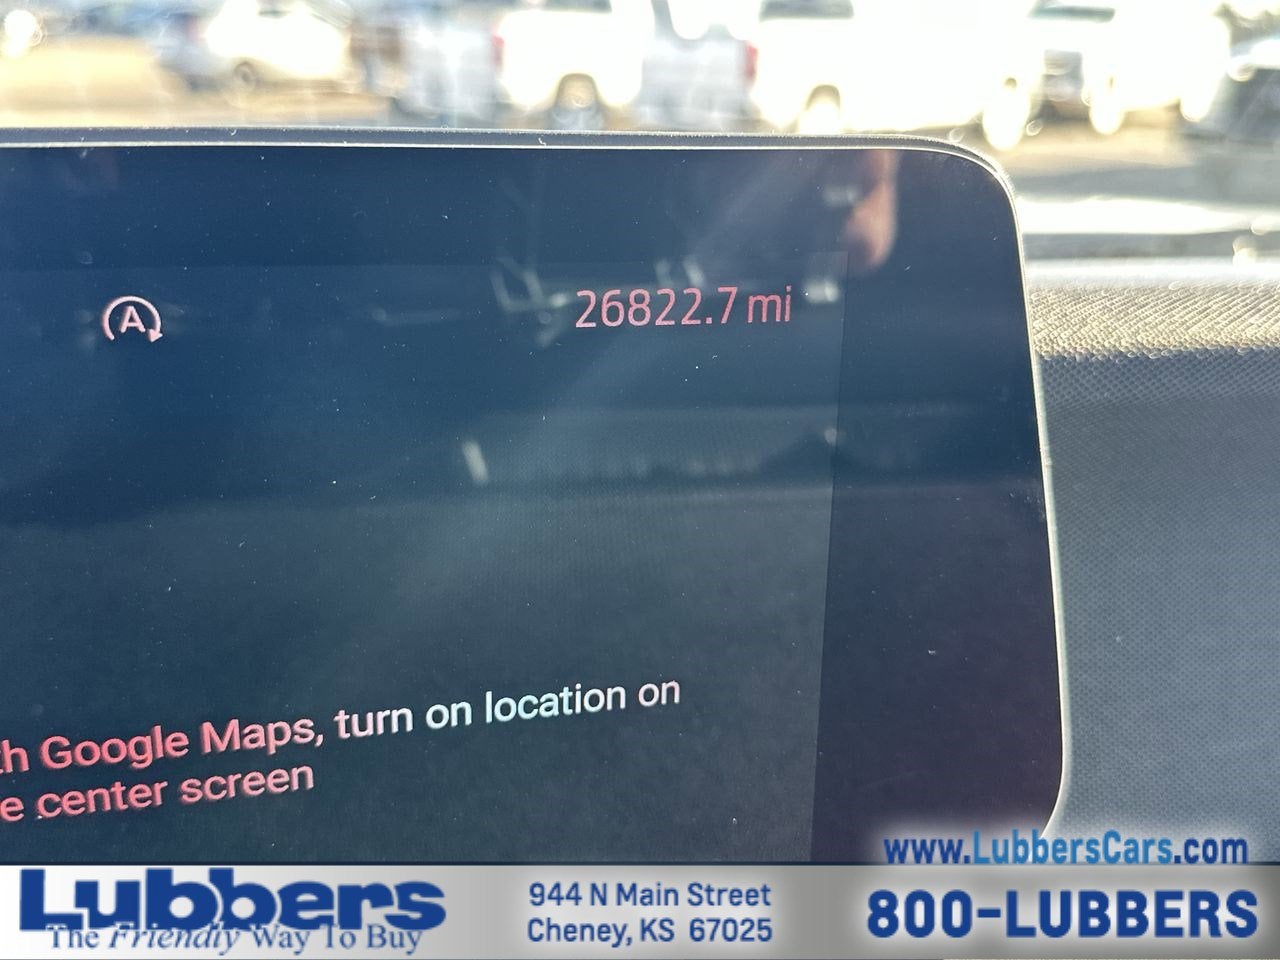 A
26822.7 mi
th Google Maps, turn on location on
e center screen
www.LubbersCars.com
Lubbers
The Friendly Way To Buy
944 N Main Street
Cheney, KS 67025
800-LUBBERS